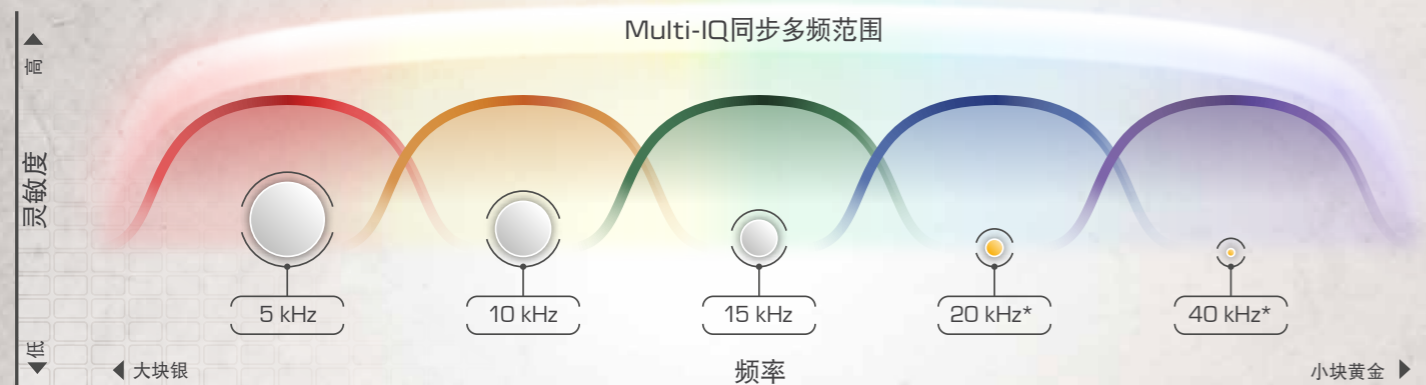 Multi-IQ同步多频范围
高
灵敏度
低
5 kHz
10 kHz
15 kHz
20 kHz*
40 kHz*
大块银
频率
小块黄金